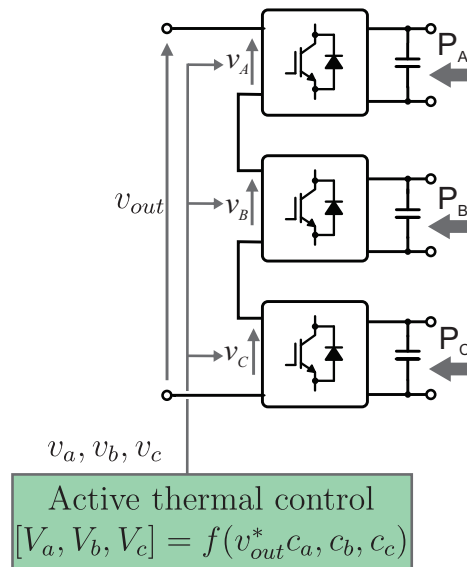 P_A
v_A
v_out
v_B
P_B
v_C
P_C
v_a, v_b, v_c
Active thermal control
[V_a, V_b, V_c] = f(v*_out c_a, c_b, c_c)